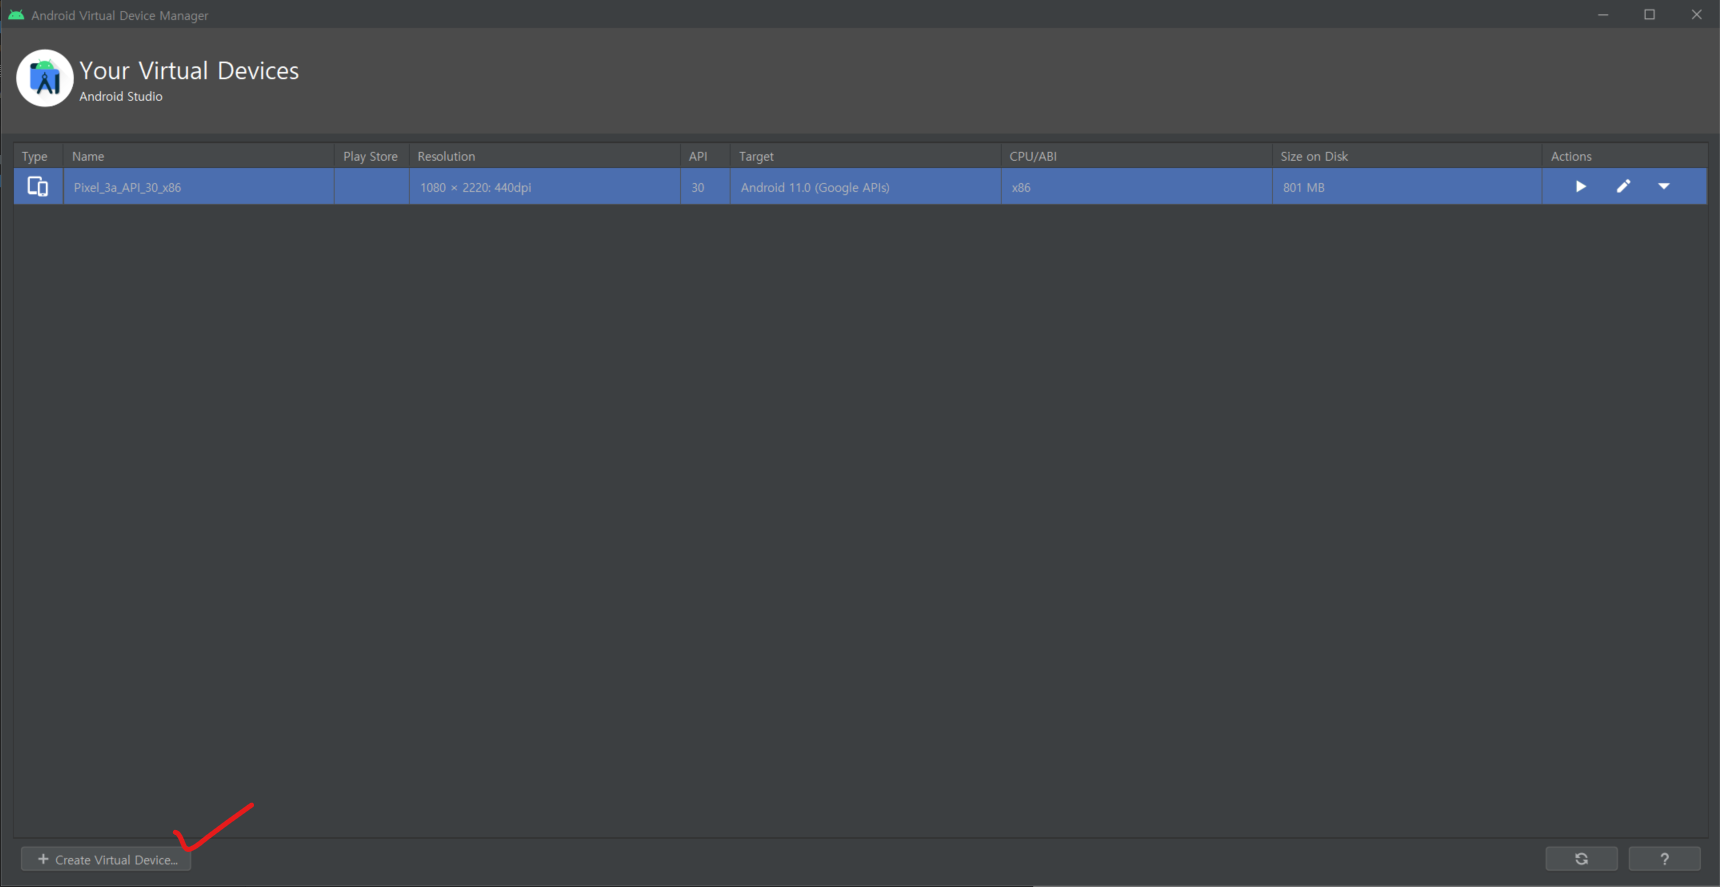 Android Virtual Device Manager
Your Virtual Devices
Android Studio
Type Name Play Store Resolution API Target CPU/ABI Size on Disk Actions
Pixel_3a_API_30_x86 1080 × 2220: 440dpi 30 Android 11.0 (Google APIs) x86 801 MB
+ Create Virtual Device... ?